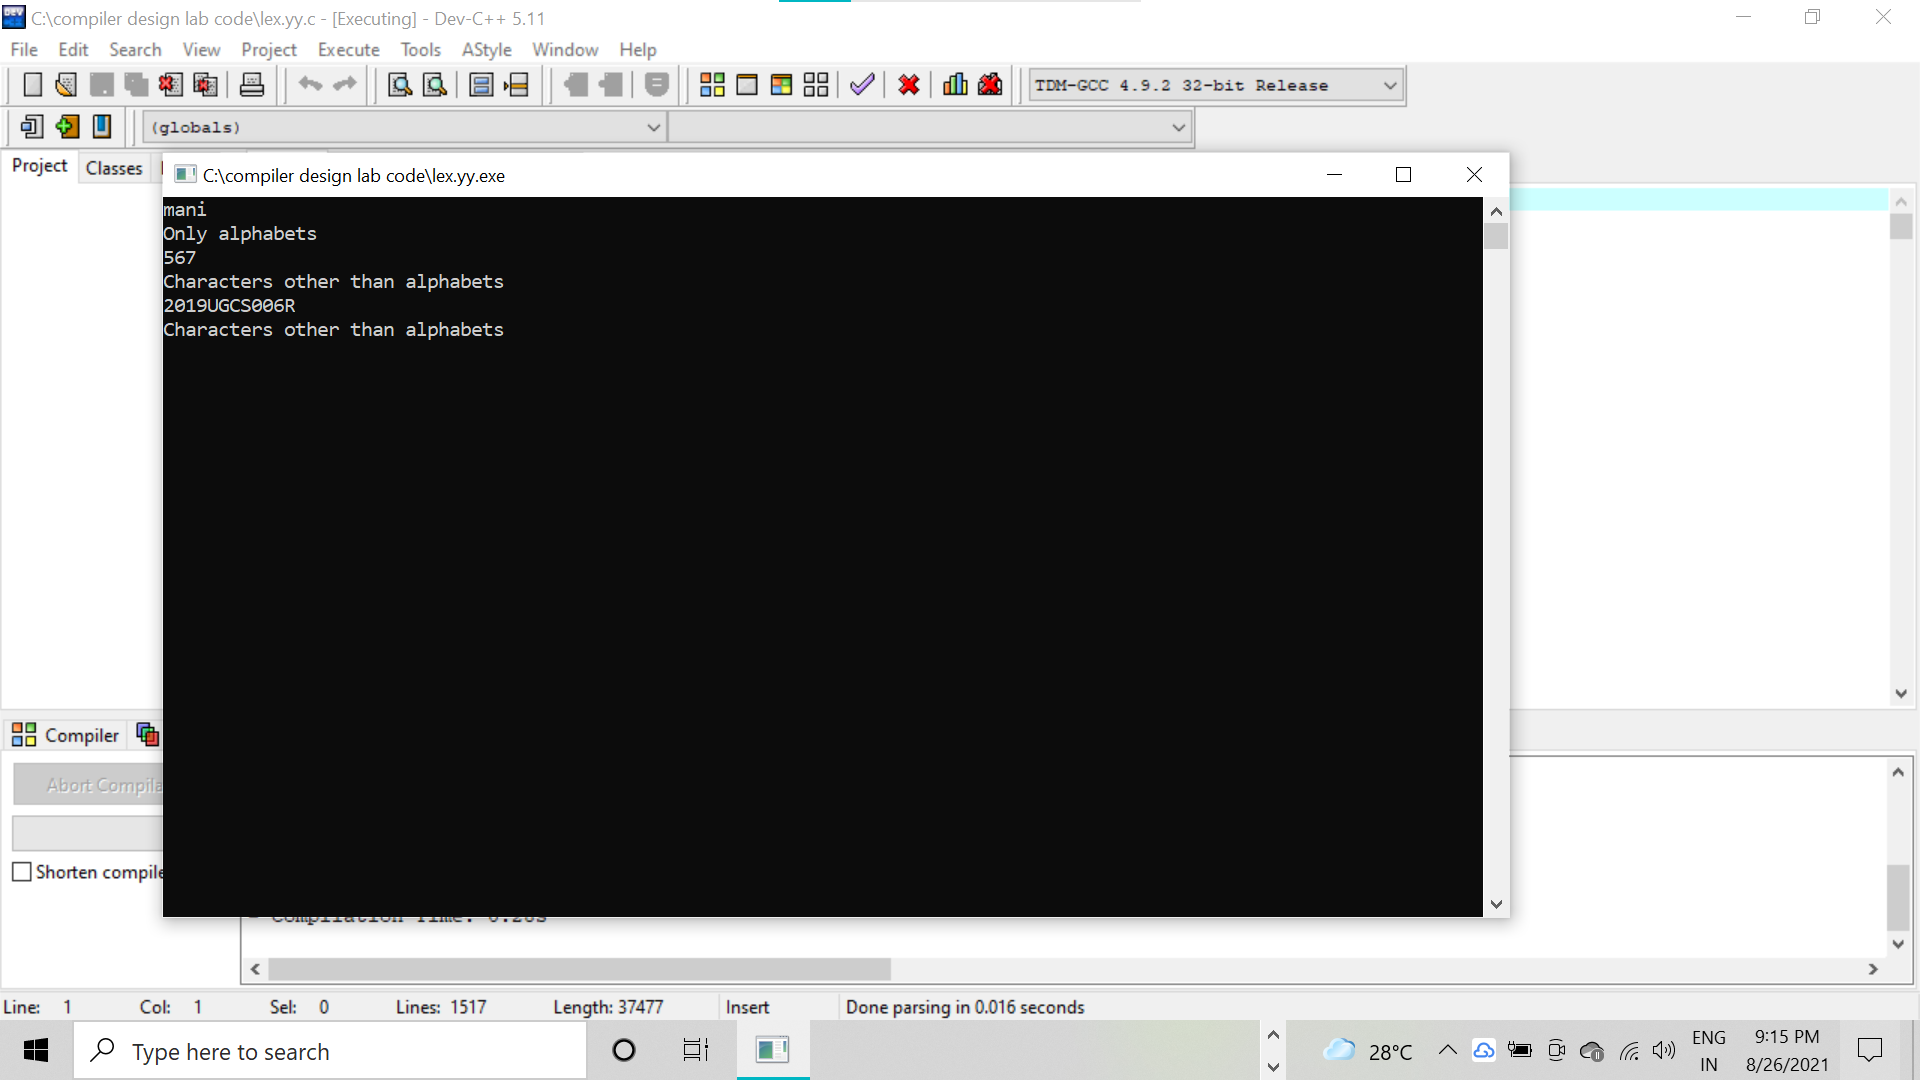 C:\compiler design lab code\lex.yy.c - [Executing] - Dev-C++ 5.11
File Edit Search View Project Execute Tools AStyle Window Help
TDM-GCC 4.9.2 32-bit Release
(globals)
Project Classes
C:\compiler design lab code\lex.yy.exe
mani
Only alphabets
567
Characters other than alphabets
2019UGCS006R
Characters other than alphabets
Compiler
Abort Compila
Shorten compile
- Compilation Time: 0.20s
Line: 1 Col: 1 Sel: 0 Lines: 1517 Length: 37477 Insert Done parsing in 0.016 seconds
Type here to search
28°C
ENG
IN
9:15 PM
8/26/2021